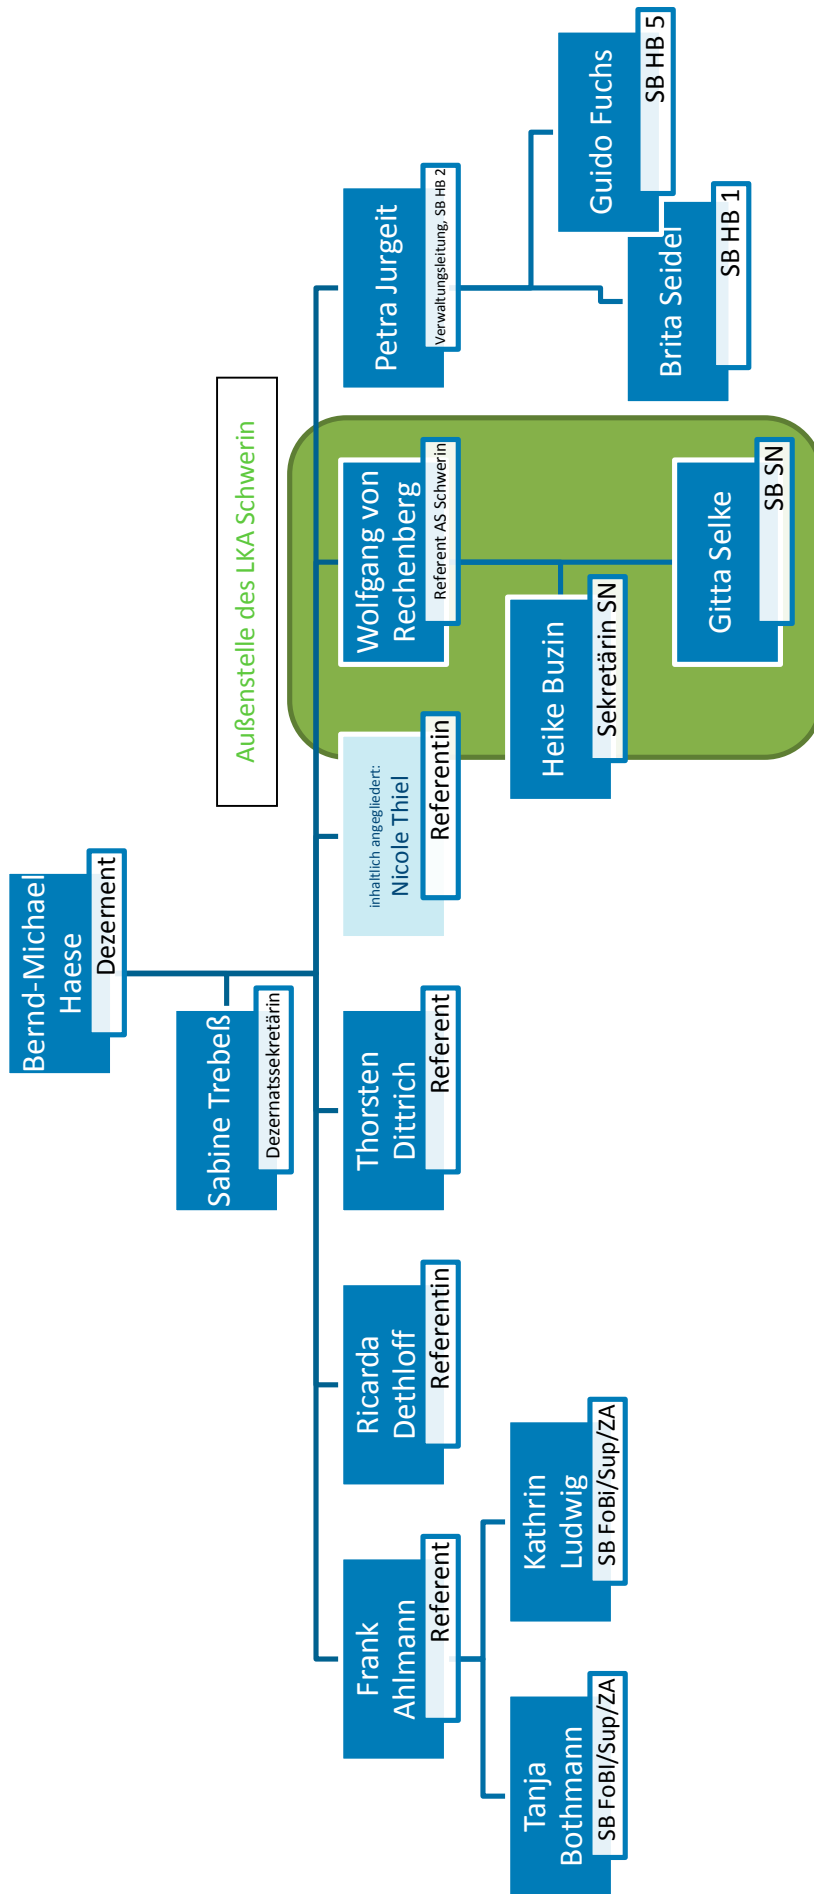 Bernd-Michael
Haese
Dezernent
Sabine Trebeß
Dezernatssekretärin
Außenstelle des LKA Schwerin
Frank
Ahlmann
Referent
Ricarda
Dethloff
Referentin
Thorsten
Dittrich
Referent
inhaltlich angegliedert:
Nicole Thiel
Referentin
Wolfgang von
Rechenberg
Referent AS Schwerin
Petra Jurgeit
Verwaltungsleitung, SB HB 2
Tanja
Bothmann
SB FoBI/Sup/ZA
Kathrin
Ludwig
SB FoBi/Sup/ZA
Heike Buzin
Sekretärin SN
Gitta Selke
SB SN
Brita Seidel
SB HB 1
Guido Fuchs
SB HB 5